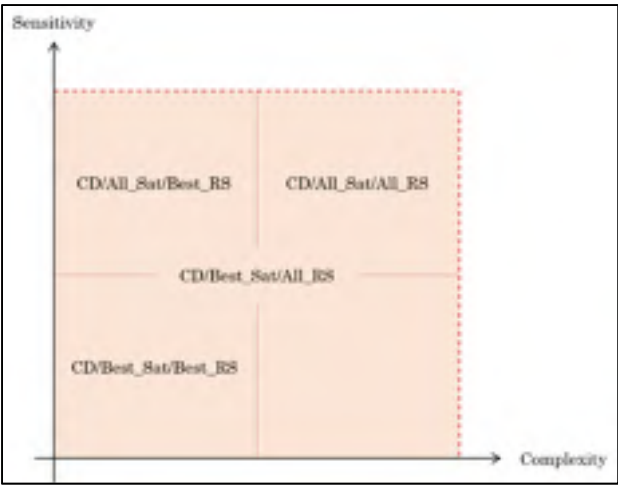 Sensitivity
CD/All_Sat/Best_RS CD/All_Sat/All_RS
CD/Best_Sat/All_RS
CD/Best_Sat/Best_RS
Complexity